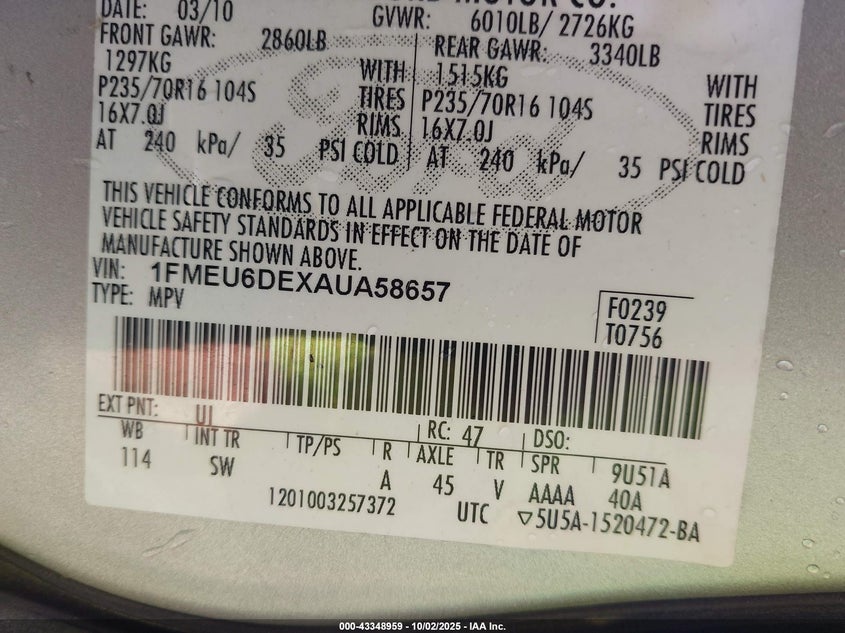 MOTOR CO.
DATE: 03/10 GVWR: 6010LB/ 2726KG
FRONT GAWR: 2860LB REAR GAWR: 3340LB
1297KG WITH 1515KG WITH
P235/70R16 104S TIRES P235/70R16 104S TIRES
16X7.0J RIMS 16X7.0J RIMS
AT 240 kPa/ 35 PSI COLD AT 240 kPa/ 35 PSI COLD
THIS VEHICLE CONFORMS TO ALL APPLICABLE FEDERAL MOTOR
VEHICLE SAFETY STANDARDS IN EFFECT ON THE DATE OF
MANUFACTURE SHOWN ABOVE.
VIN: 1FMEU6DEXAUA58657
TYPE: MPV
F0239
T0756
EXT PNT: UI RC: 47 DSO:
WB INT TR TP/PS R AXLE TR SPR 9U51A
114 SW A 45 V AAAA 40A
1201003257372 UTC ▽5U5A-1520472-BA
000-43348959 - 10/02/2025 - IAA Inc.